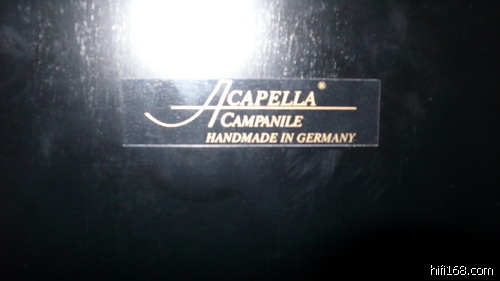 ACAPELLA®
CAMPANILE
HANDMADE IN GERMANY
hifi168.com